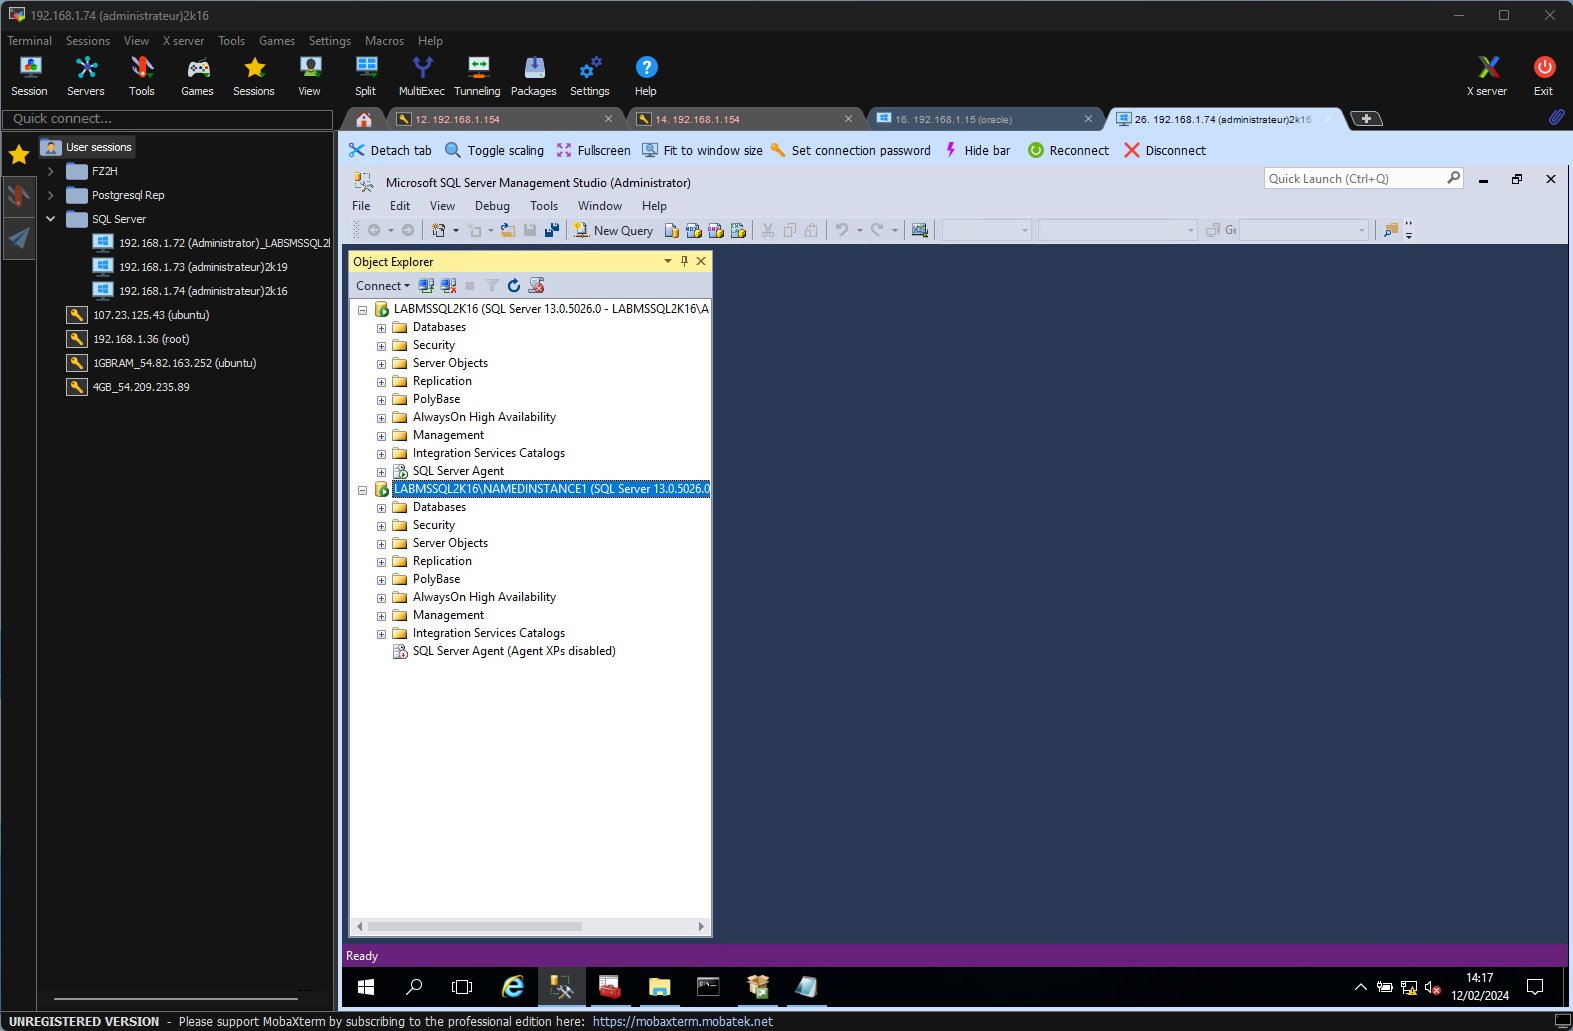 192.168.1.74 (administrateur)2k16
Terminal Sessions View X server Tools Games Settings Macros Help
Session Servers Tools Games Sessions View Split MultiExec Tunneling Packages Settings Help X server Exit
Quick connect...
12. 192.168.1.154
14. 192.168.1.154
16. 192.168.1.15 (oracle)
26. 192.168.1.74 (administrateur)2k16
User sessions
FZ2H
Postgresql Rep
SQL Server
192.168.1.72 (Administrator)_LABSMSSQL2
192.168.1.73 (administrateur)2k19
192.168.1.74 (administrateur)2k16
107.23.125.43 (ubuntu)
192.168.1.36 (root)
1GBRAM_54.82.163.252 (ubuntu)
4GB_54.209.235.89
Detach tab Toggle scaling Fullscreen Fit to window size Set connection password Hide bar Reconnect Disconnect
Microsoft SQL Server Management Studio (Administrator)
Quick Launch (Ctrl+Q)
File Edit View Debug Tools Window Help
New Query
Ge
Object Explorer
Connect
LABMSSQL2K16 (SQL Server 13.0.5026.0 - LABMSSQL2K16\A
Databases
Security
Server Objects
Replication
PolyBase
AlwaysOn High Availability
Management
Integration Services Catalogs
SQL Server Agent
LABMSSQL2K16\NAMEDINSTANCE1 (SQL Server 13.0.5026.0
Databases
Security
Server Objects
Replication
PolyBase
AlwaysOn High Availability
Management
Integration Services Catalogs
SQL Server Agent (Agent XPs disabled)
Ready
14:17
12/02/2024
UNREGISTERED VERSION - Please support MobaXterm by subscribing to the professional edition here: https://mobaxterm.mobatek.net